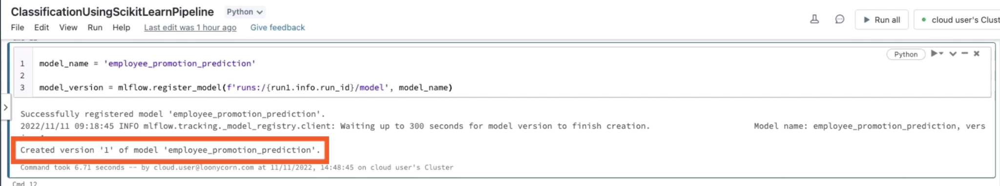 ClassificationUsingScikitLearnPipeline Python
File Edit View Run Help Last edit was 1 hour ago Give feedback
Run all cloud user's Clust
Python
1 model_name = 'employee_promotion_prediction'
2
3 model_version = mlflow.register_model(f'runs:/{run1.info.run_id}/model', model_name)
Successfully registered model 'employee_promotion_prediction'.
2022/11/11 09:18:45 INFO mlflow.tracking._model_registry.client: Waiting up to 300 seconds for model version to finish creation. Model name: employee_promotion_prediction, vers
Created version '1' of model 'employee_promotion_prediction'.
Command took 6.71 seconds -- by cloud.user@loonycorn.com at 11/11/2022, 14:48:45 on cloud user's Cluster
Cmd 12